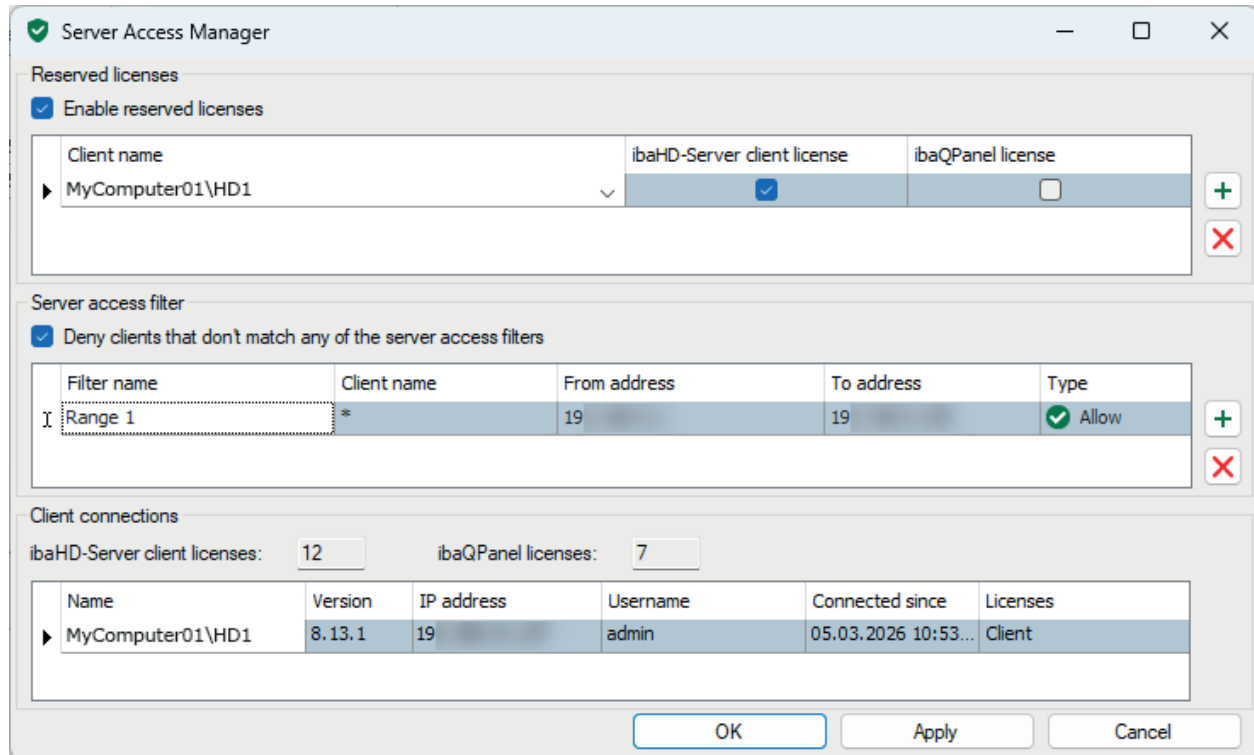 Server Access Manager
Reserved licenses
Enable reserved licenses
Client name ibaHD-Server client license ibaQPanel license
MyComputer01\HD1
Server access filter
Deny clients that don't match any of the server access filters
Filter name Client name From address To address Type
Range 1 * 19 19 Allow
Client connections
ibaHD-Server client licenses: 12 ibaQPanel licenses: 7
Name Version IP address Username Connected since Licenses
MyComputer01\HD1 8.13.1 19 admin 05.03.2026 10:53... Client
OK Apply Cancel